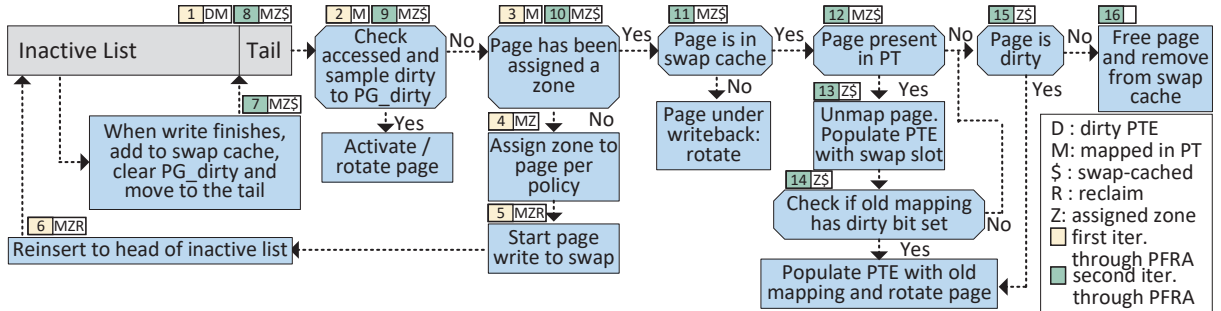 1 DM 8 MZ$
Inactive List Tail
7 MZ$
When write finishes,
add to swap cache,
clear PG_dirty and
move to the tail
6 MZR
Reinsert to head of inactive list
2 M 9 MZ$
Check
accessed and
sample dirty
to PG_dirty
No
Yes
Activate /
rotate page
3 M 10 MZ$
Page has been
assigned a
zone
Yes
No
4 MZ
Assign zone to
page per
policy
5 MZR
Start page
write to swap
11 MZ$
Page is in
swap cache
Yes
No
Page under
writeback:
rotate
12 MZ$
Page present
in PT
No
Yes
13 Z$
Unmap page.
Populate PTE
with swap slot
14 Z$
Check if old mapping
has dirty bit set
No
Yes
Populate PTE with old
mapping and rotate page
15 Z$
Page is
dirty
No
Yes
16
Free page
and remove
from swap
cache
D : dirty PTE
M: mapped in PT
$ : swap-cached
R : reclaim
Z: assigned zone
first iter.
through PFRA
second iter.
through PFRA